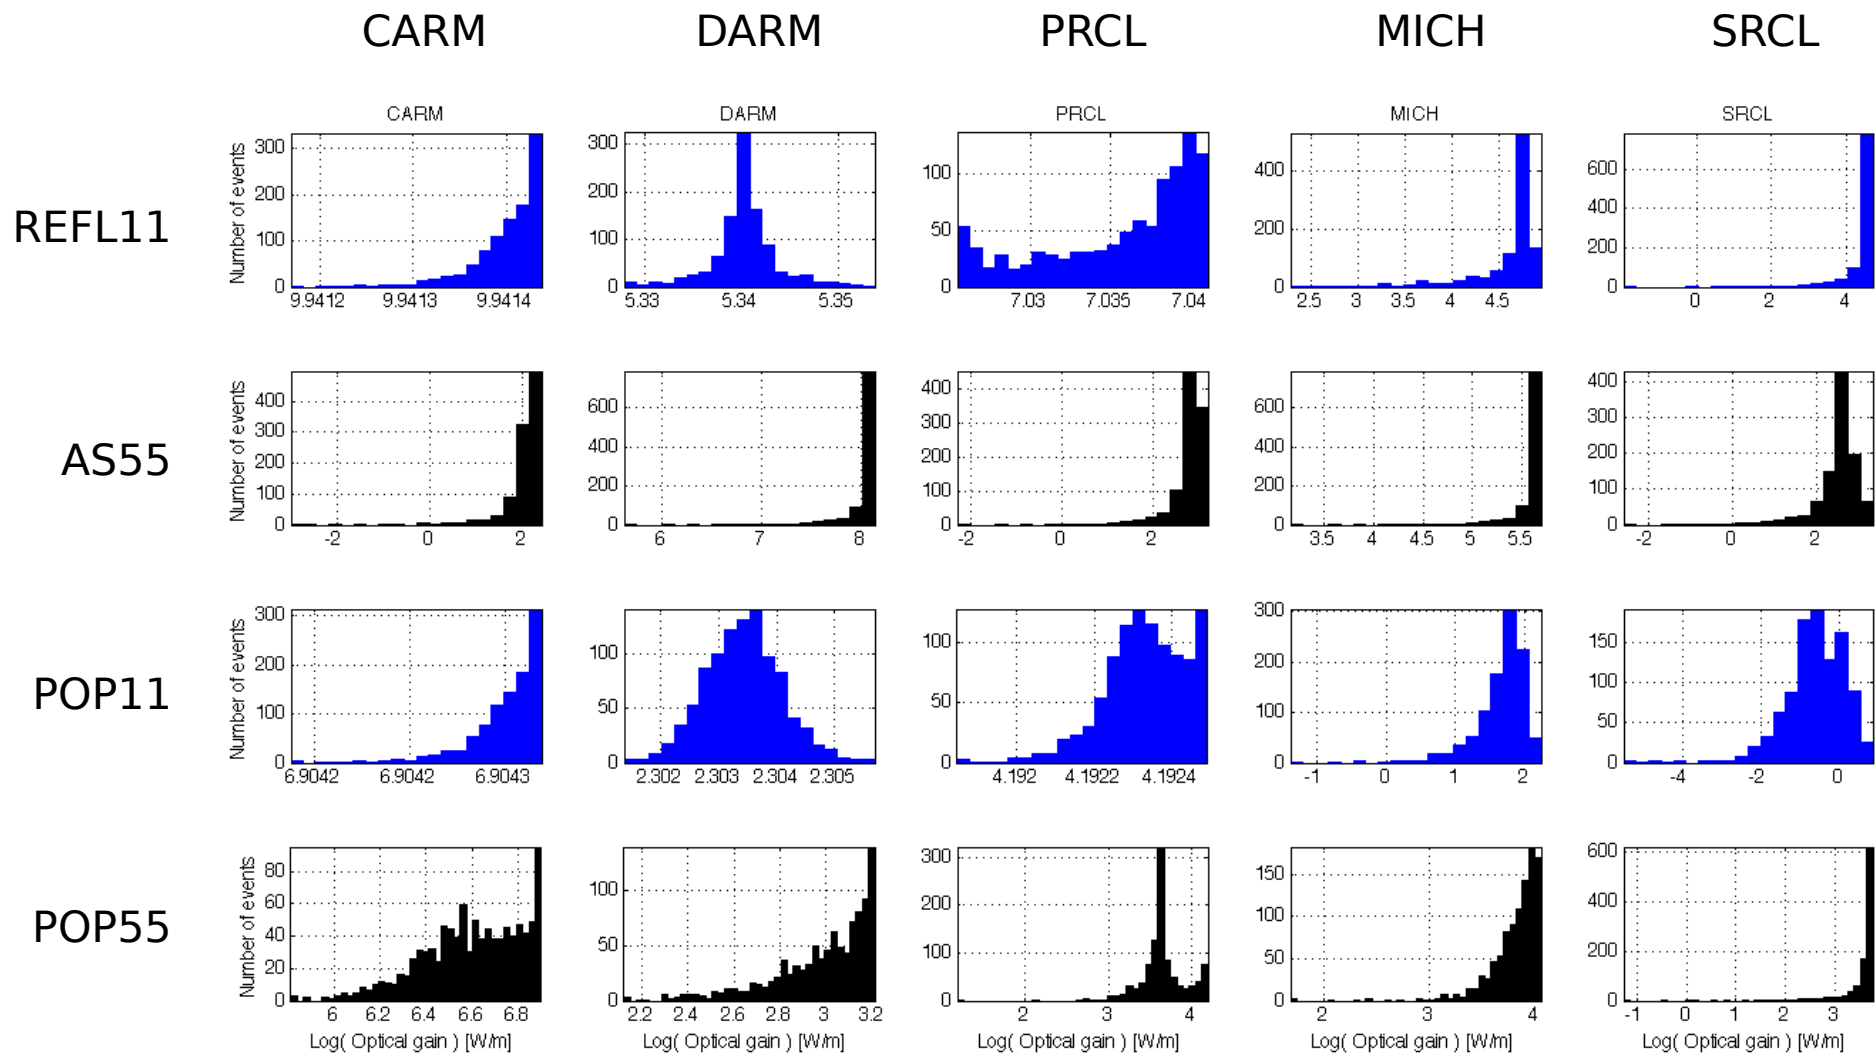 CARM DARM PRCL MICH SRCL
CARM DARM PRCL MICH SRCL
REFL11
Number of events
300 200 100 0
9.9412 9.9413 9.9414
300 200 100 0
5.33 5.34 5.35
100 50 0
7.03 7.035 7.04
400 200 0
2.5 3 3.5 4 4.5
600 400 200 0
0 2 4
AS55
Number of events
400 300 200 100 0
-2 0 2
600 400 200 0
6 7 8
400 300 200 100 0
-2 0 2
600 400 200 0
3.5 4 4.5 5 5.5
400 300 200 100 0
-2 0 2
POP11
Number of events
300 200 100 0
6.9042 6.9042 6.9043
100 50 0
2.302 2.303 2.304 2.305
100 50 0
4.192 4.1922 4.1924
300 200 100 0
-1 0 1 2
150 100 50 0
-4 -2 0
POP55
Number of events
80 60 40 20 0
6 6.2 6.4 6.6 6.8
Log( Optical gain ) [W/m]
100 50 0
2.2 2.4 2.6 2.8 3 3.2
Log( Optical gain ) [W/m]
300 200 100 0
2 3 4
Log( Optical gain ) [W/m]
150 100 50 0
2 3 4
Log( Optical gain ) [W/m]
600 400 200 0
-1 0 1 2 3
Log( Optical gain ) [W/m]